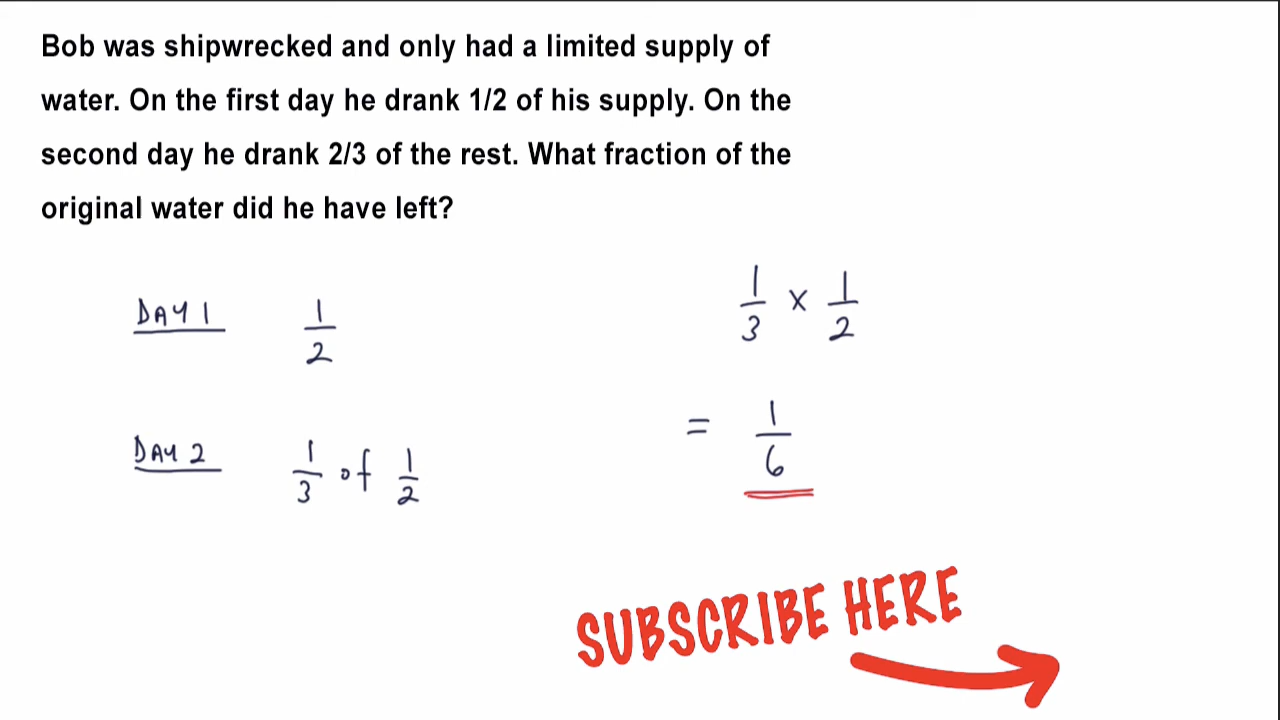 Bob was shipwrecked and only had a limited supply of
water. On the first day he drank 1/2 of his supply. On the
second day he drank 2/3 of the rest. What fraction of the
original water did he have left?
DAY 1 1/2
DAY 2 1/3 of 1/2
1/3 x 1/2
= 1/6
SUBSCRIBE HERE